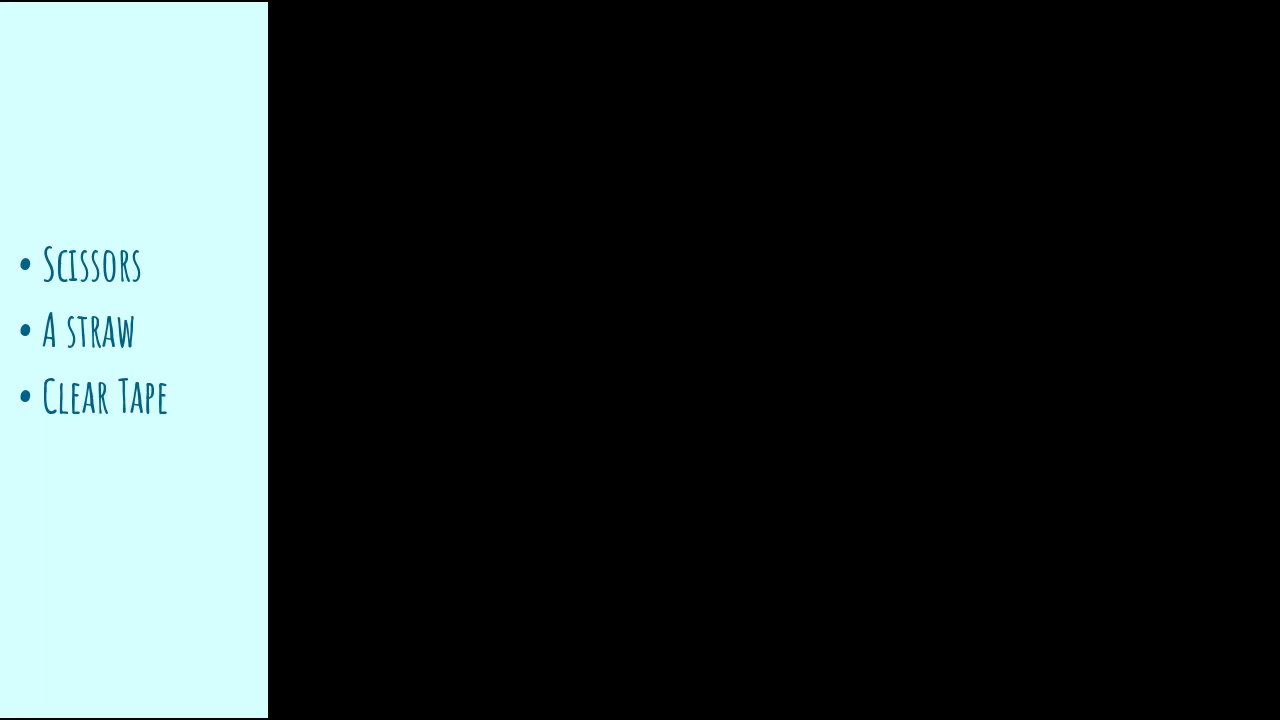 • Scissors
• A straw
• Clear Tape